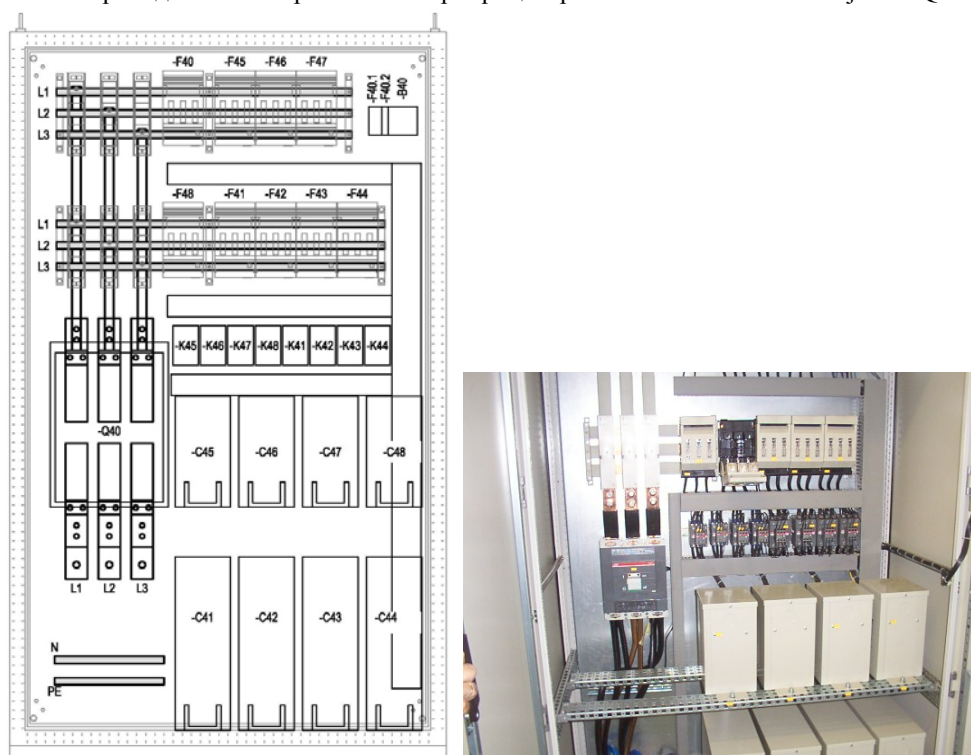 -F40 -F45 -F46 -F47
-F40.1
-F40.2
-B40
L1
L2
L3
-F48 -F41 -F42 -F43 -F44
L1
L2
L3
-K45 -K46 -K47 -K48 -K41 -K42 -K43 -K44
-Q40
-C45 -C46 -C47 -C48
L1 L2 L3
-C41 -C42 -C43 -C44
N
PE